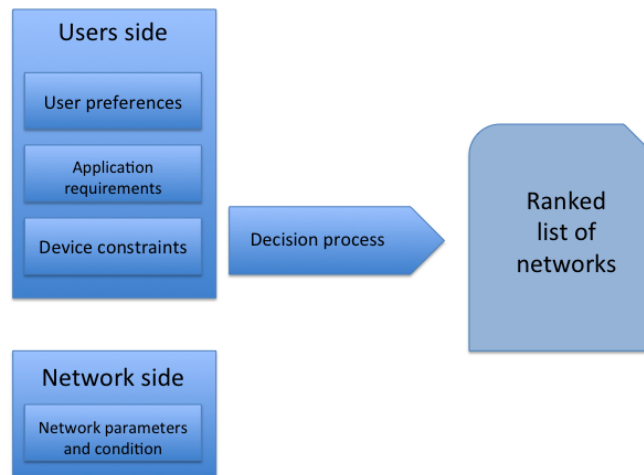 Users side
User preferences
Application
requirements
Device constraints
Decision process
Ranked
list of
networks
Network side
Network parameters
and condition